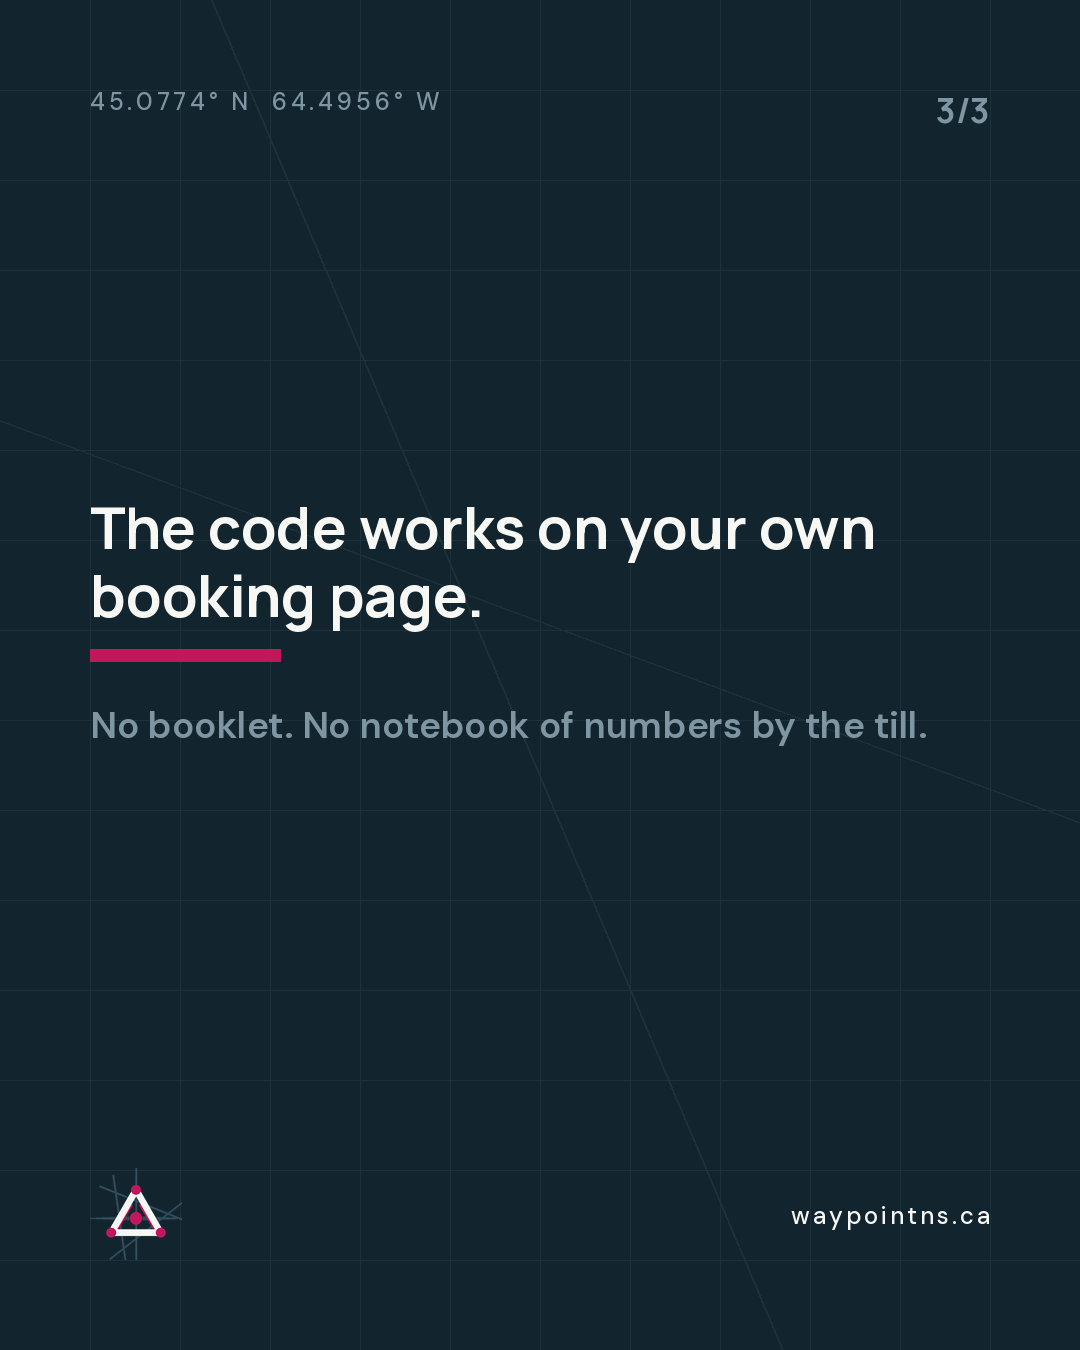 45.0774° N  64.4956° W
3/3
The code works on your own
booking page.
No booklet. No notebook of numbers by the till.
waypointns.ca